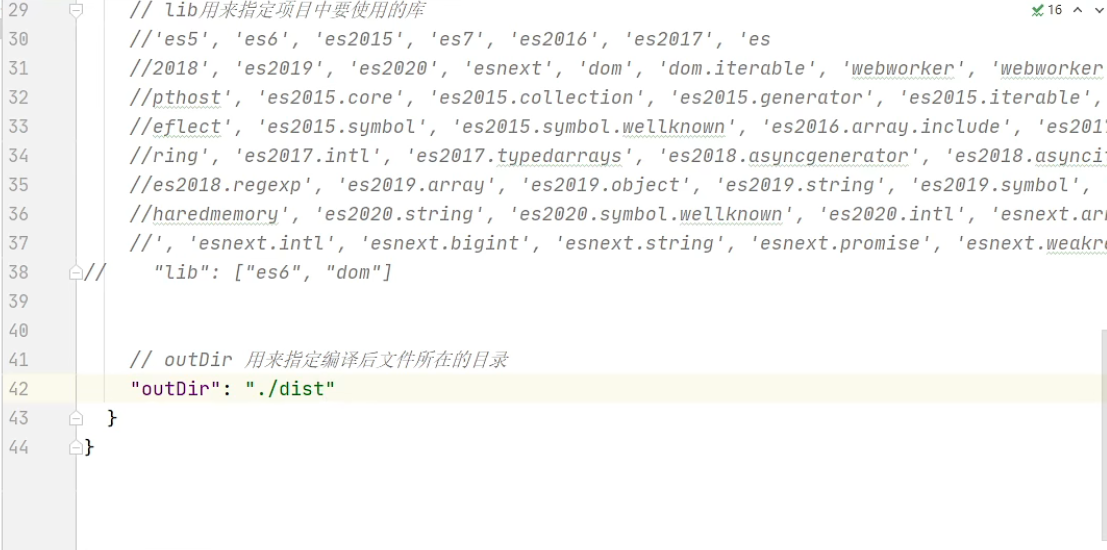 29 // lib用来指定项目中要使用的库
16
30 //'es5', 'es6', 'es2015', 'es7', 'es2016', 'es2017', 'es
31 //2018', 'es2019', 'es2020', 'esnext', 'dom', 'dom.iterable', 'webworker', 'webworker
32 //pthost', 'es2015.core', 'es2015.collection', 'es2015.generator', 'es2015.iterable',
33 //eflect', 'es2015.symbol', 'es2015.symbol.wellknown', 'es2016.array.include', 'es201
34 //ring', 'es2017.intl', 'es2017.typedarrays', 'es2018.asyncgenerator', 'es2018.asyncit
35 //es2018.regexp', 'es2019.array', 'es2019.object', 'es2019.string', 'es2019.symbol',
36 //haredmemory', 'es2020.string', 'es2020.symbol.wellknown', 'es2020.intl', 'esnext.arr
37 //', 'esnext.intl', 'esnext.bigint', 'esnext.string', 'esnext.promise', 'esnext.weakre
38 // "lib": ["es6", "dom"]
39
40
41 // outDir 用来指定编译后文件所在的目录
42 "outDir": "./dist"
43 }
44 }